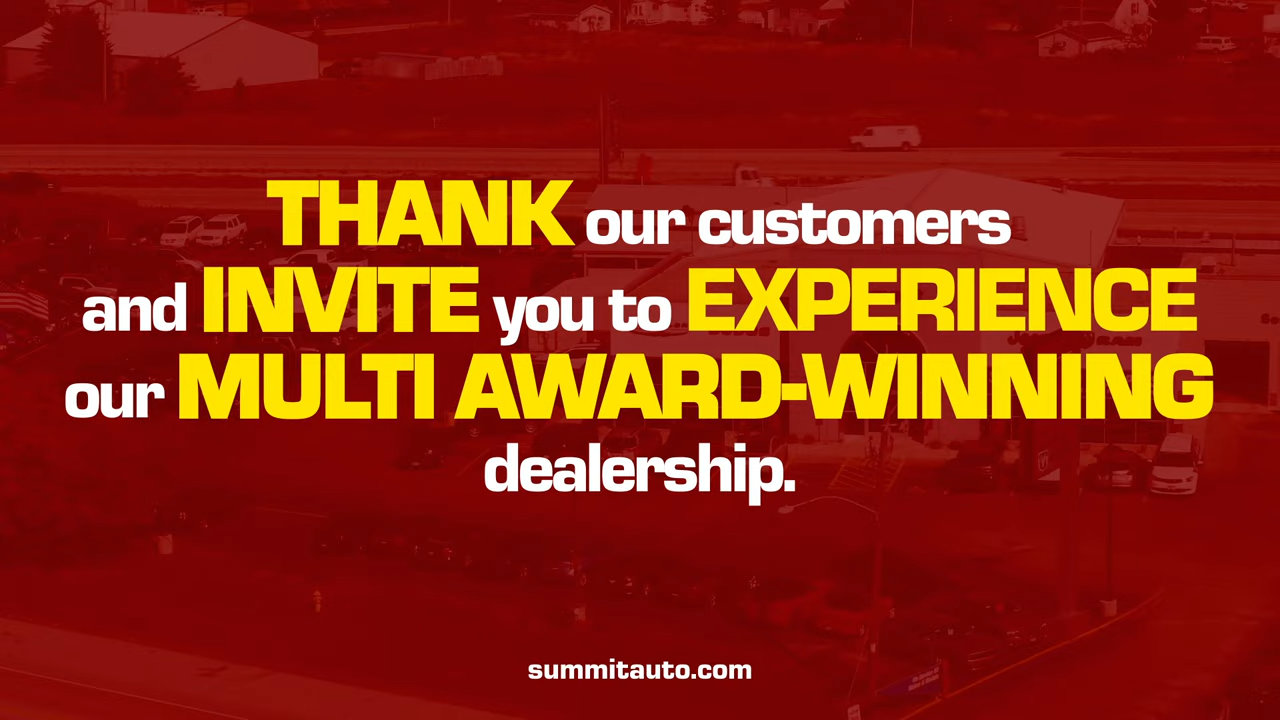 THANK our customers
and INVITE you to EXPERIENCE
our MULTI AWARD-WINNING
dealership.
summitauto.com